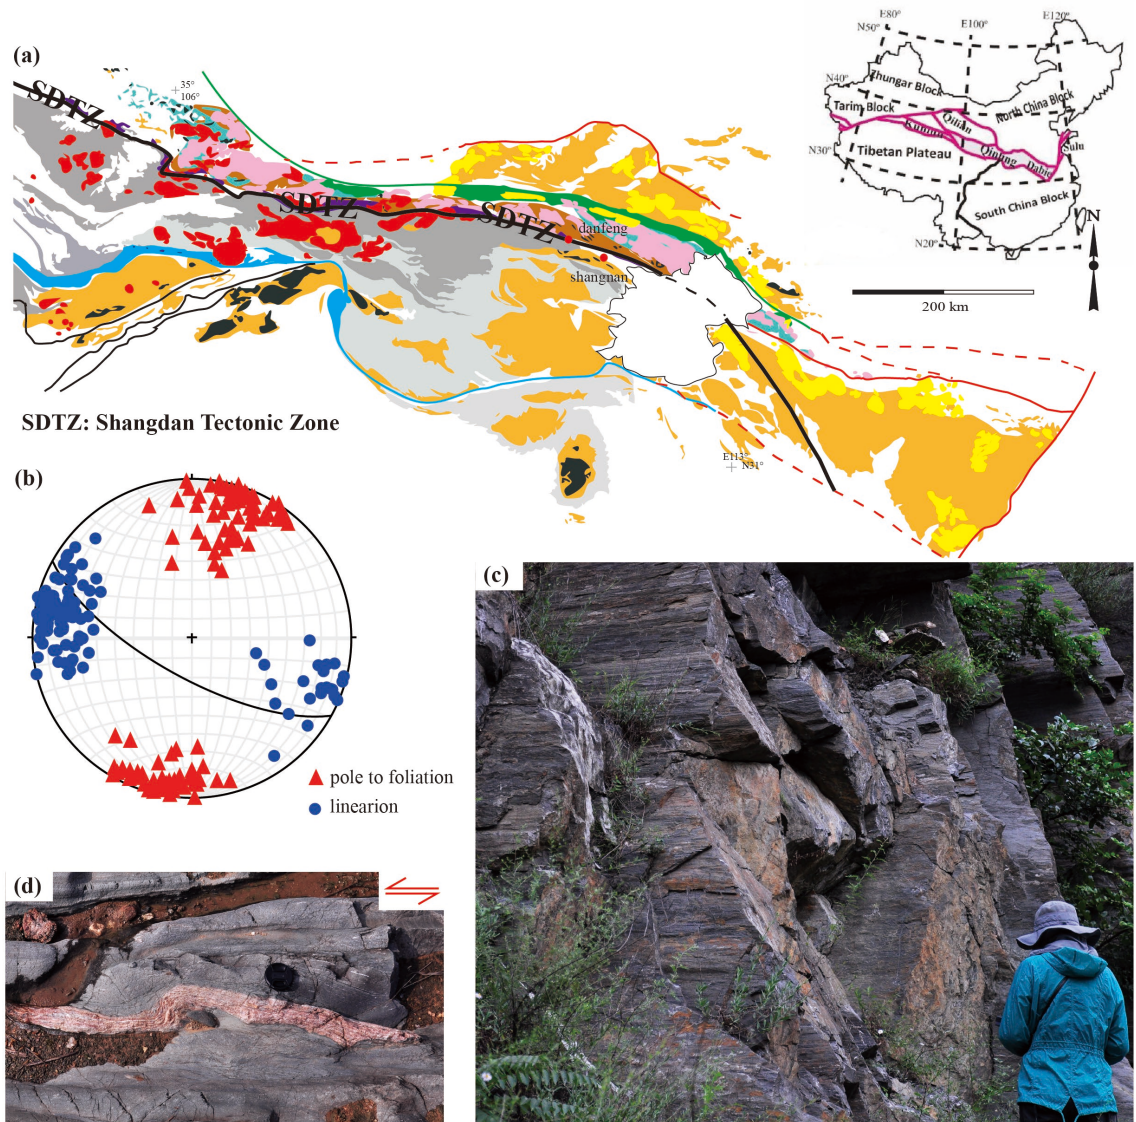 (a)
SDTZ
35°
106°
SDTZ
SDTZ
danfeng
shangnan
E113°
N31°
SDTZ: Shangdan Tectonic Zone
E80°
E100°
E120°
N50°
N40°
N30°
N20°
Zhungar Block
North China Block
Tarim Block
Qilian
Kunlun
Tibetan Plateau
Qinling
Dabie
Sulu
South China Block
N
200 km
(b)
pole to foliation
linearion
(c)
(d)